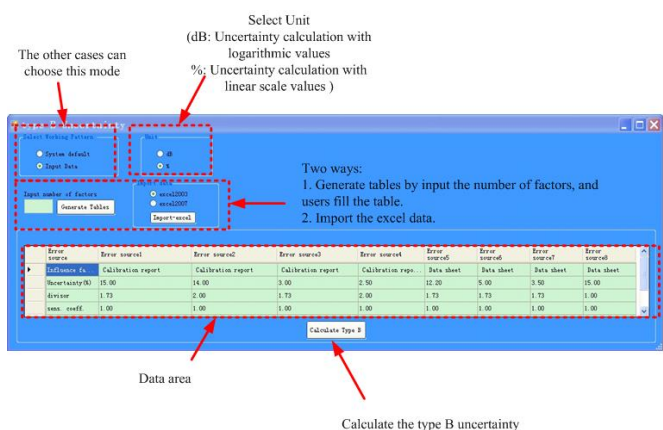 Select Unit
(dB: Uncertainty calculation with
logarithmic values
%: Uncertainty calculation with
linear scale values )
The other cases can
choose this mode
Select Working Pattern
System default
Input Data
Unit
dB
%
Input number of factors
Generate Tables
excel2003
excel2007
Import-excel
Two ways:
1. Generate tables by input the number of factors, and
users fill the table.
2. Import the excel data.
Error source Error source1 Error source2 Error source3 Error source4 Error source5 Error source6 Error source7 Error source8
Influence fa... Calibration report Calibration report Calibration report Calibration repo... Data sheet Data sheet Data sheet Data sheet
Uncertainty(%) 15.00 14.00 3.00 2.50 12.20 5.00 3.50 15.00
divisor 1.73 2.00 1.73 2.00 1.73 1.73 1.73 1.73
sens. coeff. 1.00 1.00 1.00 1.00 1.00 1.00 1.00 1.00
Calculate Type B
Data area
Calculate the type B uncertainty